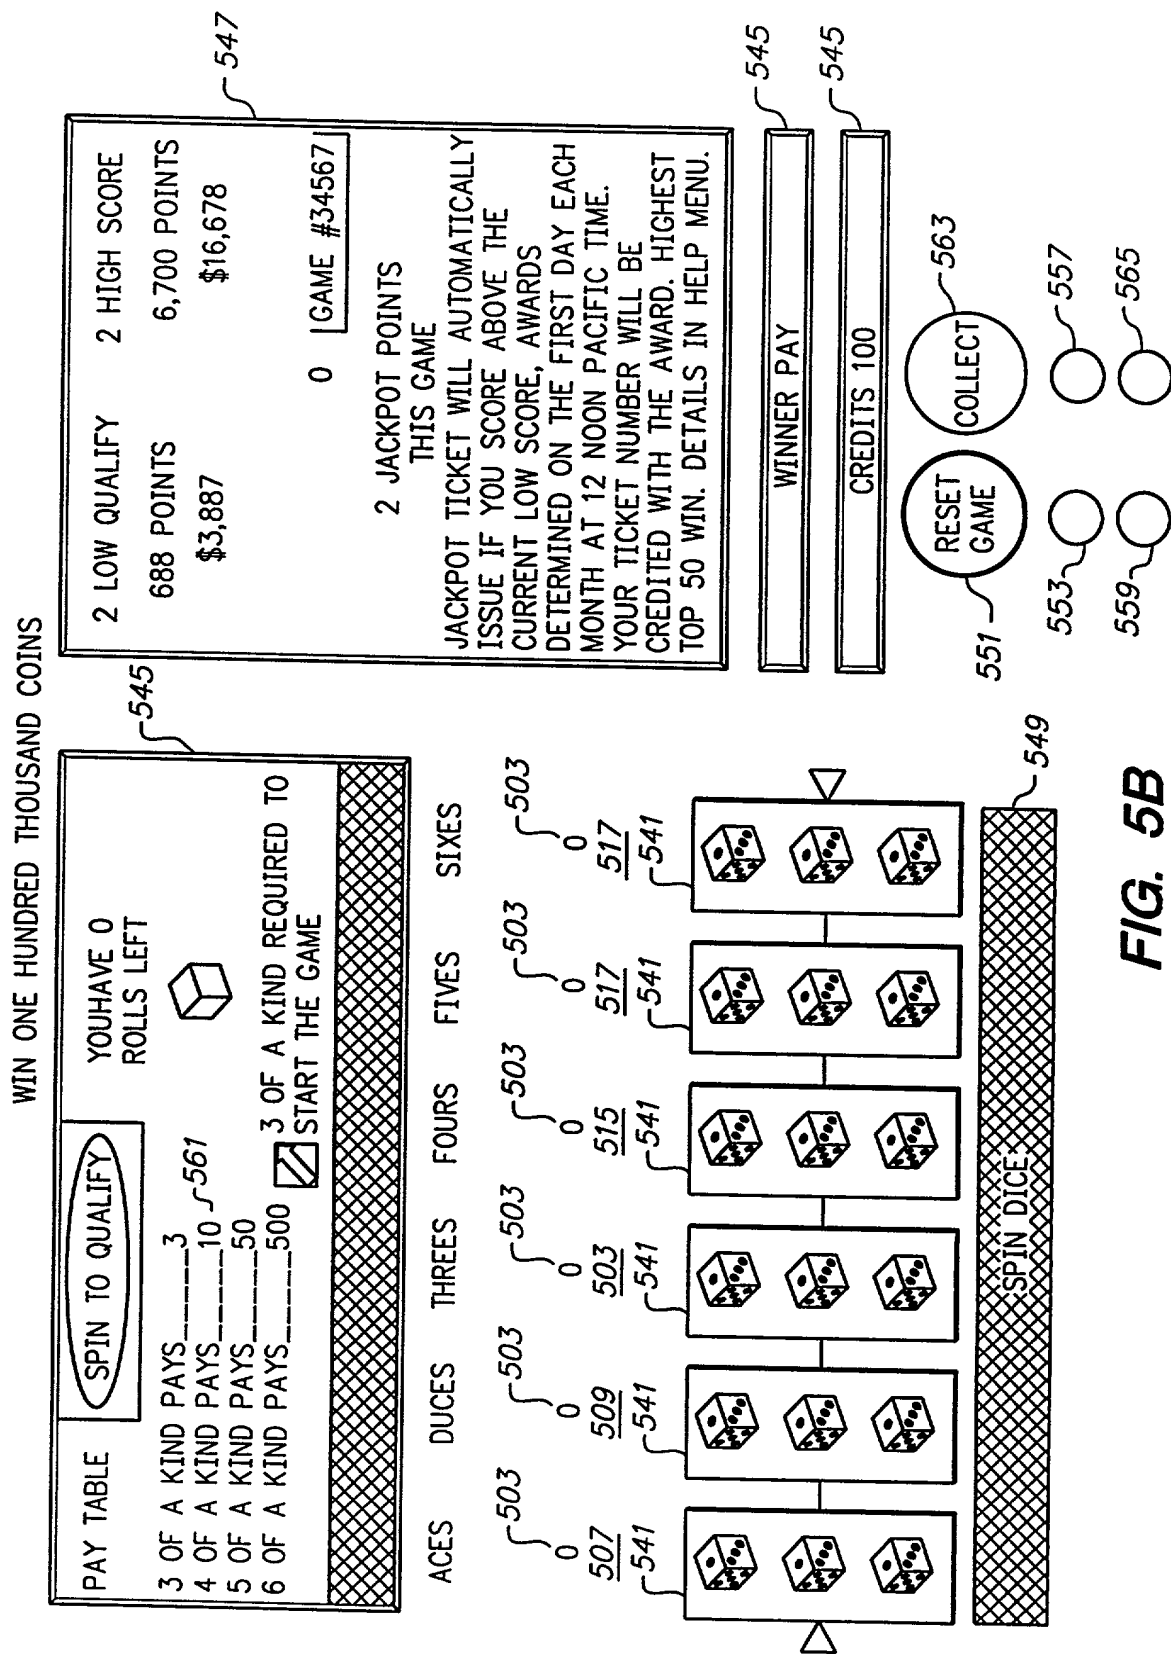 WIN ONE HUNDRED THOUSAND COINS
PAY TABLE
SPIN TO QUALIFY
YOUHAVE 0
ROLLS LEFT
3 OF A KIND PAYS______3
4 OF A KIND PAYS______10
5 OF A KIND PAYS______50
6 OF A KIND PAYS______500
561
3 OF A KIND REQUIRED TO
START THE GAME
545
2 LOW QUALIFY
2 HIGH SCORE
688 POINTS
6,700 POINTS
$3,887
$16,678
0
GAME #34567
2 JACKPOT POINTS
THIS GAME
JACKPOT TICKET WILL AUTOMATICALLY
ISSUE IF YOU SCORE ABOVE THE
CURRENT LOW SCORE, AWARDS
DETERMINED ON THE FIRST DAY EACH
MONTH AT 12 NOON PACIFIC TIME.
YOUR TICKET NUMBER WILL BE
CREDITED WITH THE AWARD. HIGHEST
TOP 50 WIN. DETAILS IN HELP MENU.
547
ACES DUCES THREES FOURS FIVES SIXES
503 503 503 503 503 503
0 0 0 0 0 0
507 509 503 515 517 517
541 541 541 541 541 541
SPIN DICE
549
WINNER PAY
545
CREDITS 100
545
RESET
GAME
551
COLLECT
563
553
557
559
565
FIG. 5B